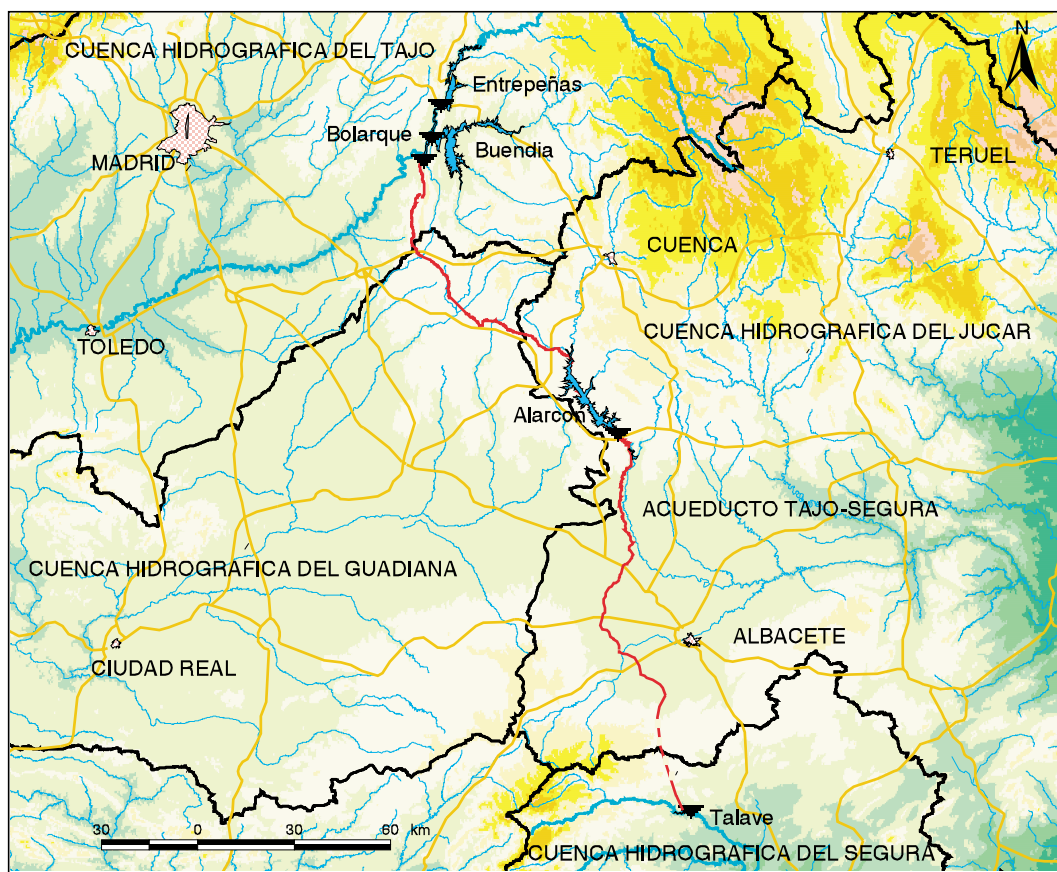 CUENCA HIDROGRAFICA DEL TAJO
N
Entrepeñas
Bolarque
Buendia
MADRID
TERUEL
CUENCA
CUENCA HIDROGRAFICA DEL JUCAR
TOLEDO
Alarcon
ACUEDUCTO TAJO-SEGURA
CUENCA HIDROGRAFICA DEL GUADIANA
ALBACETE
CIUDAD REAL
Talave
30 0 30 60 km
CUENCA HIDROGRAFICA DEL SEGURA